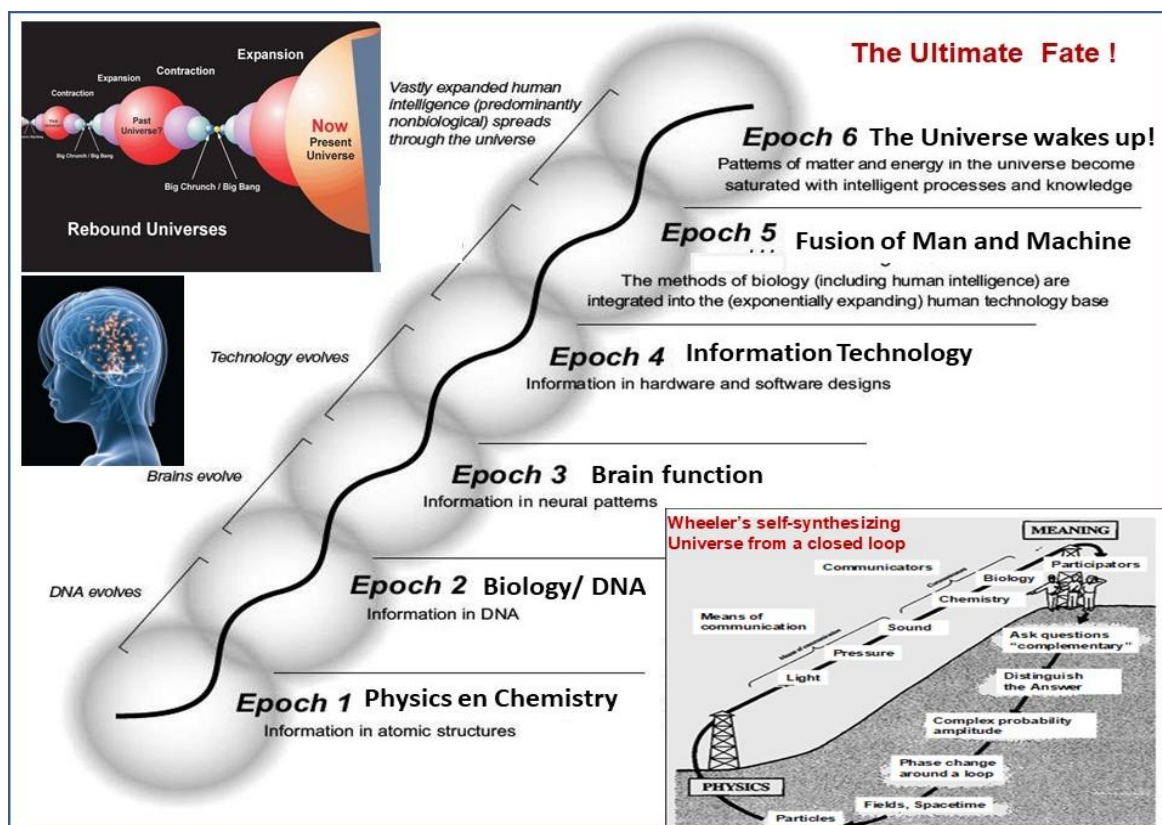 The Ultimate Fate !
Expansion
Contraction
Expansion
Contraction
Past
Universe?
Now
Present
Universe
Big Chrunch / Big Bang
Big Chrunch / Big Bang
Rebound Universes
Vastly expanded human
intelligence (predominantly
nonbiological) spreads
through the universe
Epoch 6 The Universe wakes up!
Patterns of matter and energy in the universe become
saturated with intelligent processes and knowledge
Epoch 5 Fusion of Man and Machine
The methods of biology (including human intelligence) are
integrated into the (exponentially expanding) human technology base
Technology evolves
Epoch 4 Information Technology
Information in hardware and software designs
Brains evolve
Epoch 3 Brain function
Information in neural patterns
DNA evolves
Epoch 2 Biology/ DNA
Information in DNA
Epoch 1 Physics en Chemistry
Information in atomic structures
Wheeler's self-synthesizing
Universe from a closed loop
MEANING
Communicators
Participators
Biology
Chemistry
Means of
communication
Sound
Pressure
Light
Means of communication
Ask questions
"complementary"
Distinguish
the Answer
Complex probability
amplitude
Phase change
around a loop
PHYSICS
Fields, Spacetime
Particles